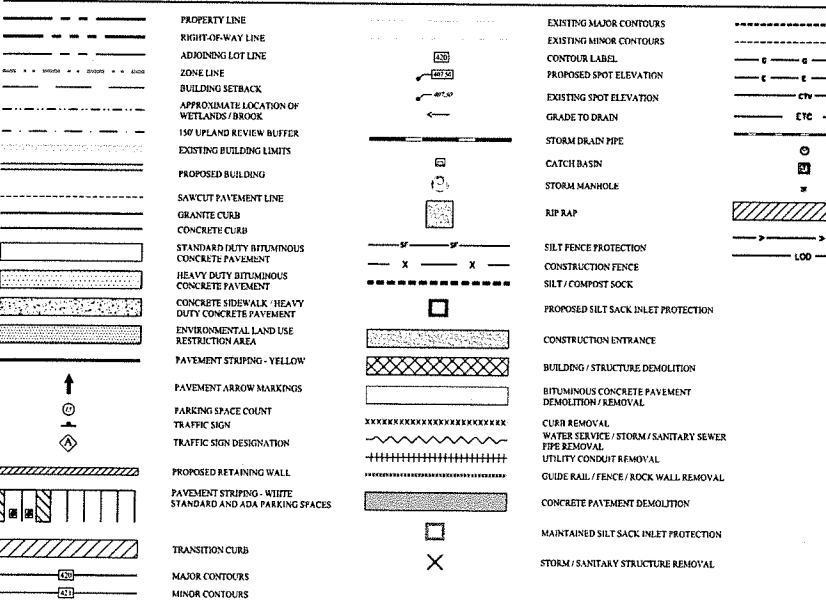 PROPERTY LINE
RIGHT-OF-WAY LINE
ADJOINING LOT LINE
ZONE LINE
BUILDING SETBACK
APPROXIMATE LOCATION OF
WETLANDS / BROOK
150' UPLAND REVIEW BUFFER
EXISTING BUILDING LIMITS
PROPOSED BUILDING
SAWCUT PAVEMENT LINE
GRANITE CURB
CONCRETE CURB
STANDARD DUTY BITUMINOUS
CONCRETE PAVEMENT
HEAVY DUTY BITUMINOUS
CONCRETE PAVEMENT
CONCRETE SIDEWALK / HEAVY
DUTY CONCRETE PAVEMENT
ENVIRONMENTAL LAND USE
RESTRICTION AREA
PAVEMENT STRIPING - YELLOW
PAVEMENT ARROW MARKINGS
PARKING SPACE COUNT
TRAFFIC SIGN
A
TRAFFIC SIGN DESIGNATION
PROPOSED RETAINING WALL
PAVEMENT STRIPING - WHITE
STANDARD AND ADA PARKING SPACES
TRANSITION CURB
420
MAJOR CONTOURS
421
MINOR CONTOURS
EXISTING MAJOR CONTOURS
EXISTING MINOR CONTOURS
420
CONTOUR LABEL
407.50
PROPOSED SPOT ELEVATION
407.50
EXISTING SPOT ELEVATION
GRADE TO DRAIN
STORM DRAIN PIPE
CATCH BASIN
STORM MANHOLE
RIP RAP
SF SF
SILT FENCE PROTECTION
X X
CONSTRUCTION FENCE
SILT / COMPOST SOCK
PROPOSED SILT SACK INLET PROTECTION
CONSTRUCTION ENTRANCE
BUILDING / STRUCTURE DEMOLITION
BITUMINOUS CONCRETE PAVEMENT
DEMOLITION / REMOVAL
CURB REMOVAL
WATER SERVICE / STORM / SANITARY SEWER
PIPE REMOVAL
UTILITY CONDUIT REMOVAL
GUIDE RAIL / FENCE / ROCK WALL REMOVAL
CONCRETE PAVEMENT DEMOLITION
MAINTAINED SILT SACK INLET PROTECTION
STORM / SANITARY STRUCTURE REMOVAL
G G
E E
CTV
ETC
LOD